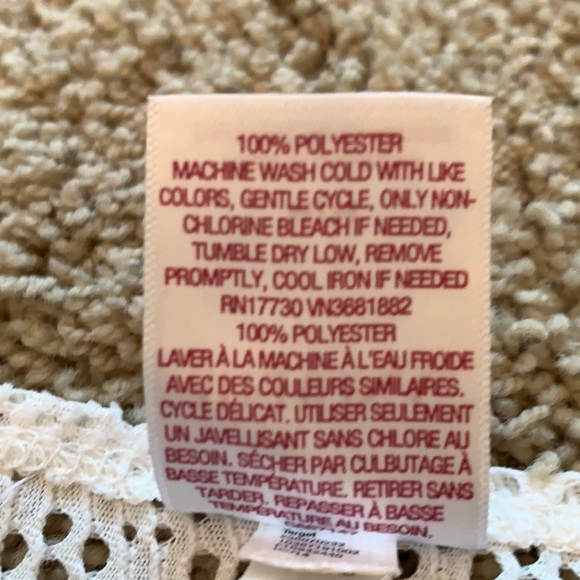 100% POLYESTER
MACHINE WASH COLD WITH LIKE
COLORS, GENTLE CYCLE, ONLY NON-
CHLORINE BLEACH IF NEEDED,
TUMBLE DRY LOW, REMOVE
PROMPTLY, COOL IRON IF NEEDED
RN17730 VN3681882
100% POLYESTER
LAVER À LA MACHINE À L'EAU FROIDE
AVEC DES COULEURS SIMILAIRES.
CYCLE DÉLICAT. UTILISER SEULEMENT
UN JAVELLISANT SANS CHLORE AU
BESOIN. SÉCHER PAR CULBUTAGE À
BASSE TEMPÉRATURE. RETIRER SANS
TARDER. REPASSER À BASSE
TEMPÉRATURE AU BESOIN.
Target